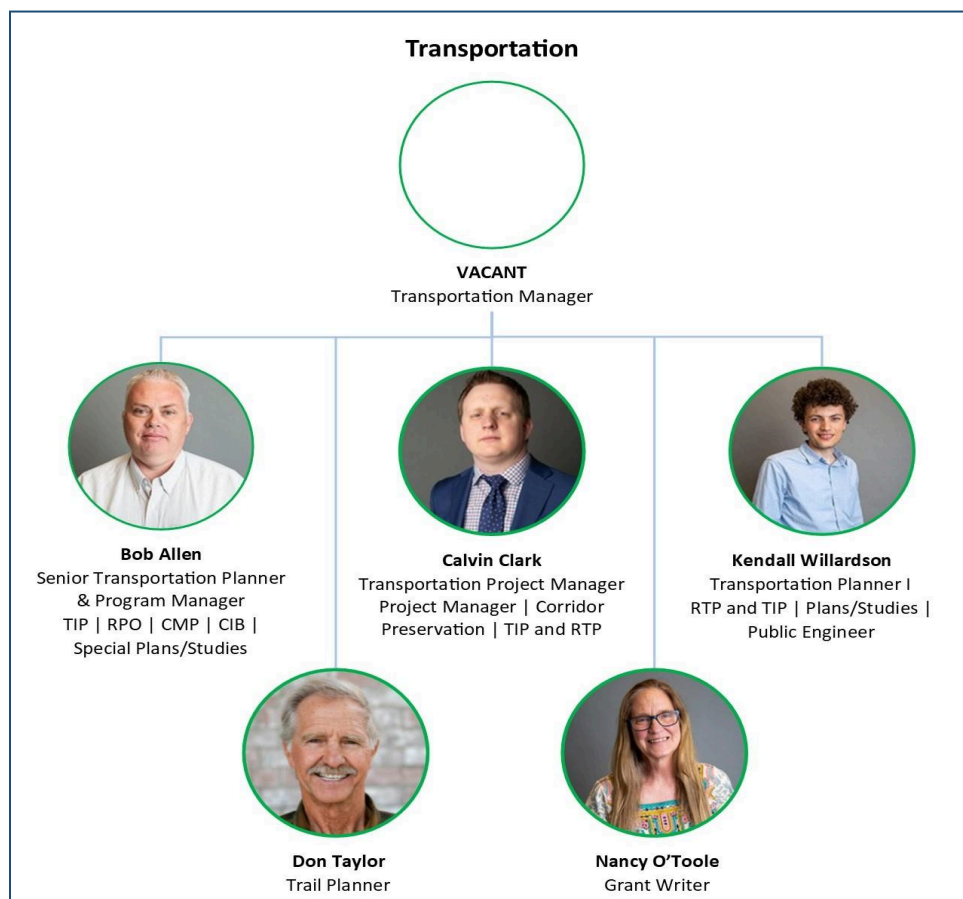 Transportation
VACANT
Transportation Manager
Bob Allen
Senior Transportation Planner
& Program Manager
TIP | RPO | CMP | CIB |
Special Plans/Studies
Calvin Clark
Transportation Project Manager
Project Manager | Corridor
Preservation | TIP and RTP
Kendall Willardson
Transportation Planner I
RTP and TIP | Plans/Studies |
Public Engineer
Don Taylor
Trail Planner
Nancy O’Toole
Grant Writer